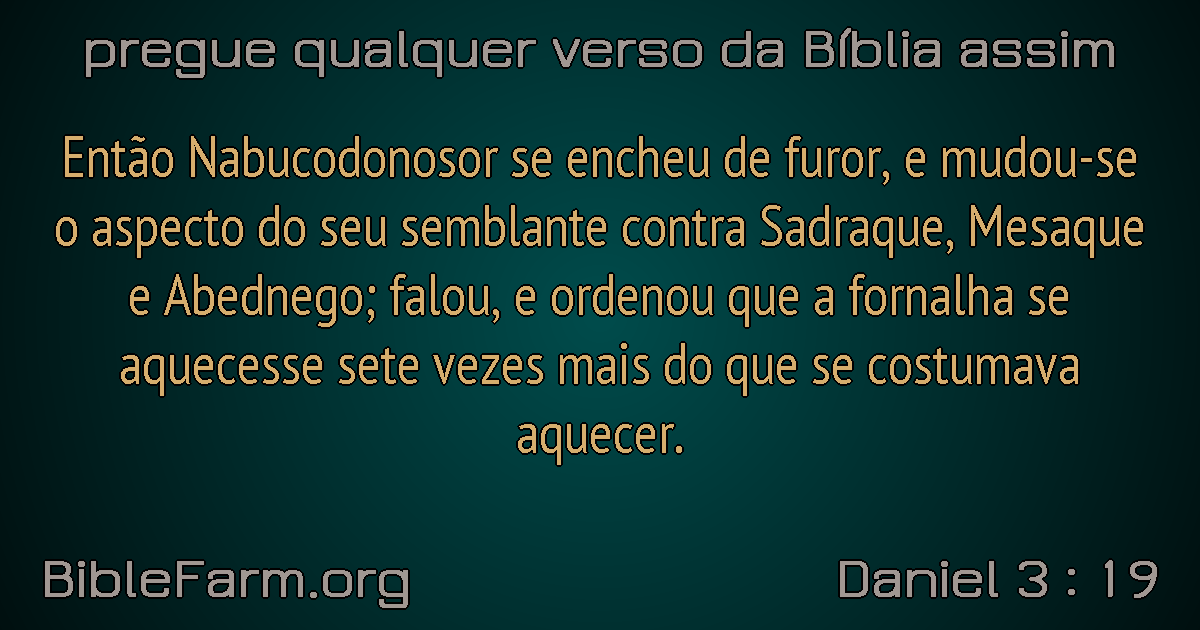 pregue qualquer verso da Bíblia assim
Então Nabucodonosor se encheu de furor, e mudou-se
o aspecto do seu semblante contra Sadraque, Mesaque
e Abednego; falou, e ordenou que a fornalha se
aquecesse sete vezes mais do que se costumava
aquecer.
BibleFarm.org
Daniel 3 : 19